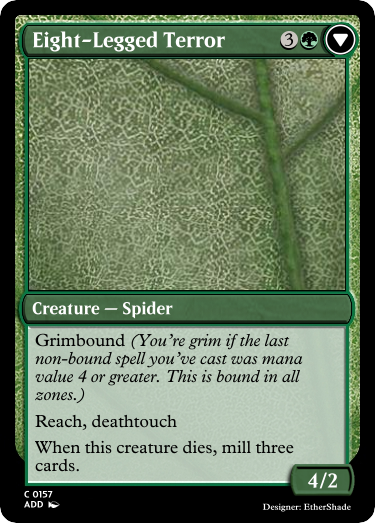 Eight-Legged Terror 3
Creature — Spider
Grimbound (You're grim if the last
non-bound spell you've cast was mana
value 4 or greater. This is bound in all
zones.)
Reach, deathtouch
When this creature dies, mill three
cards.
4/2
C 0157
ADD
Designer: EtherShade